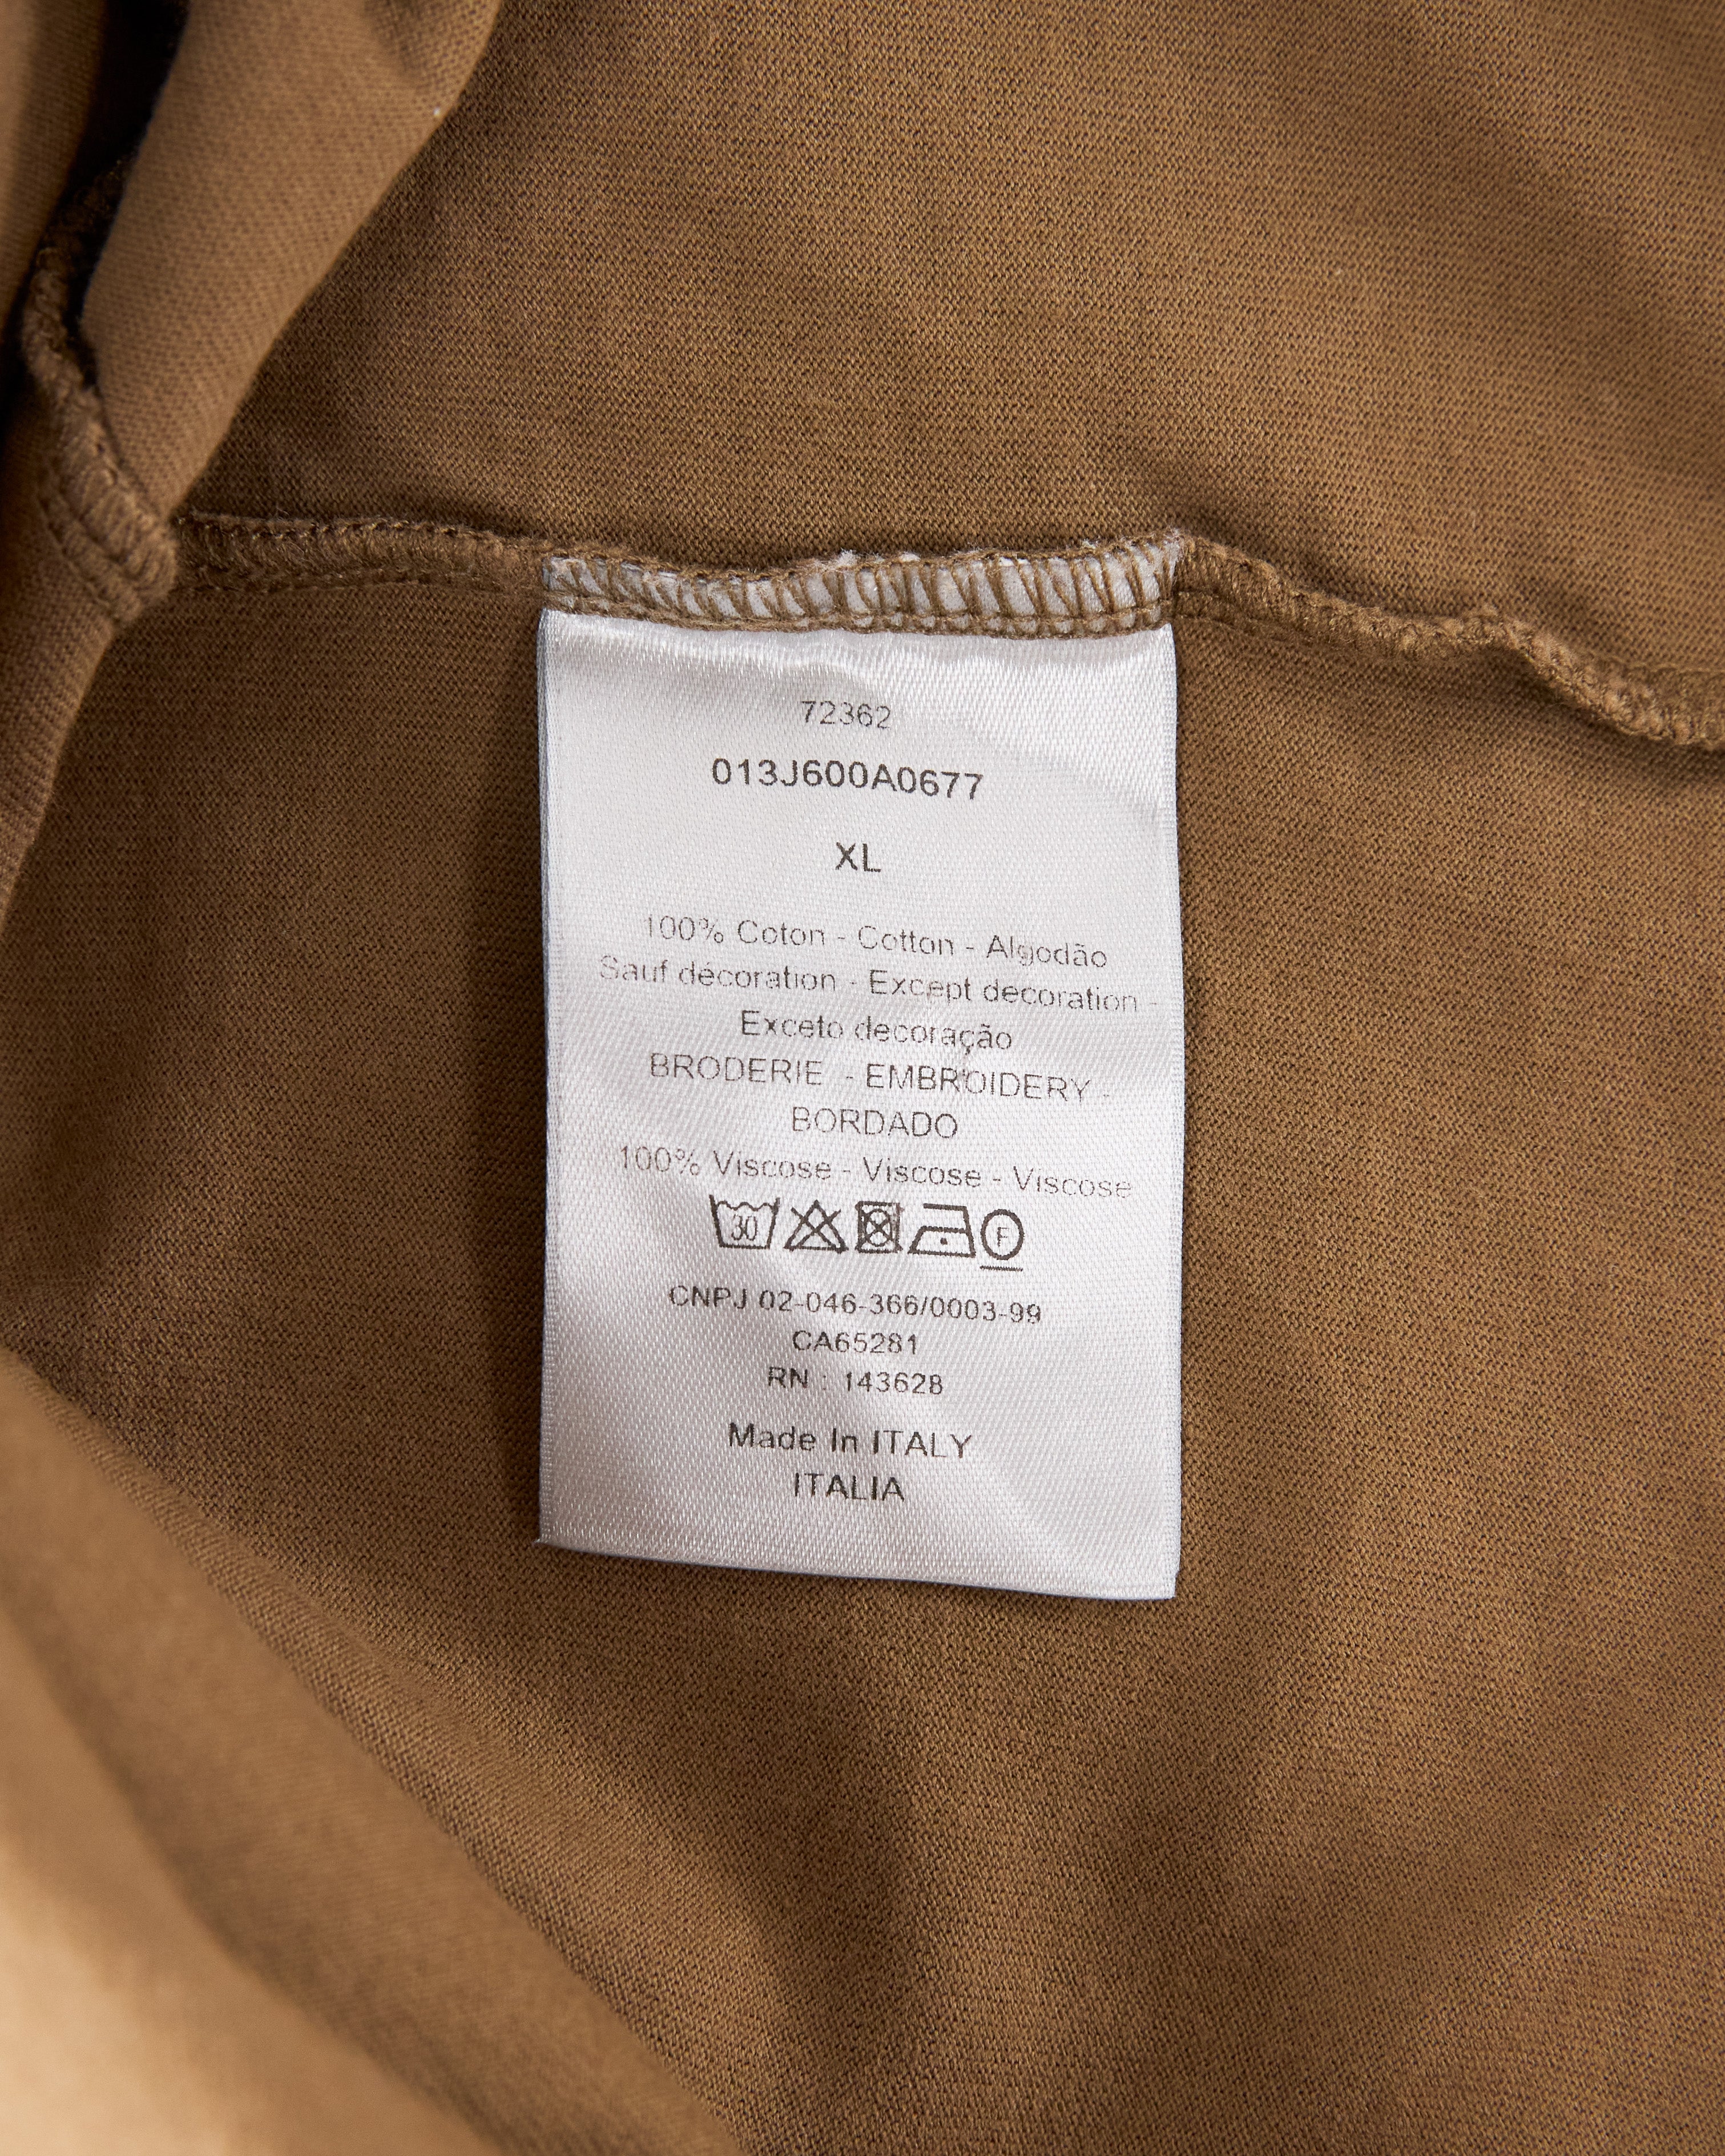 72362
013J600A0677
XL
100% Coton - Cotton - Algodão
Sauf décoration - Except decoration -
Exceto decoração
BRODERIE - EMBROIDERY -
BORDADO
100% Viscose - Viscose - Viscose
30 F
CNPJ 02-046-366/0003-99
CA65281
RN : 143628
Made In ITALY
ITALIA